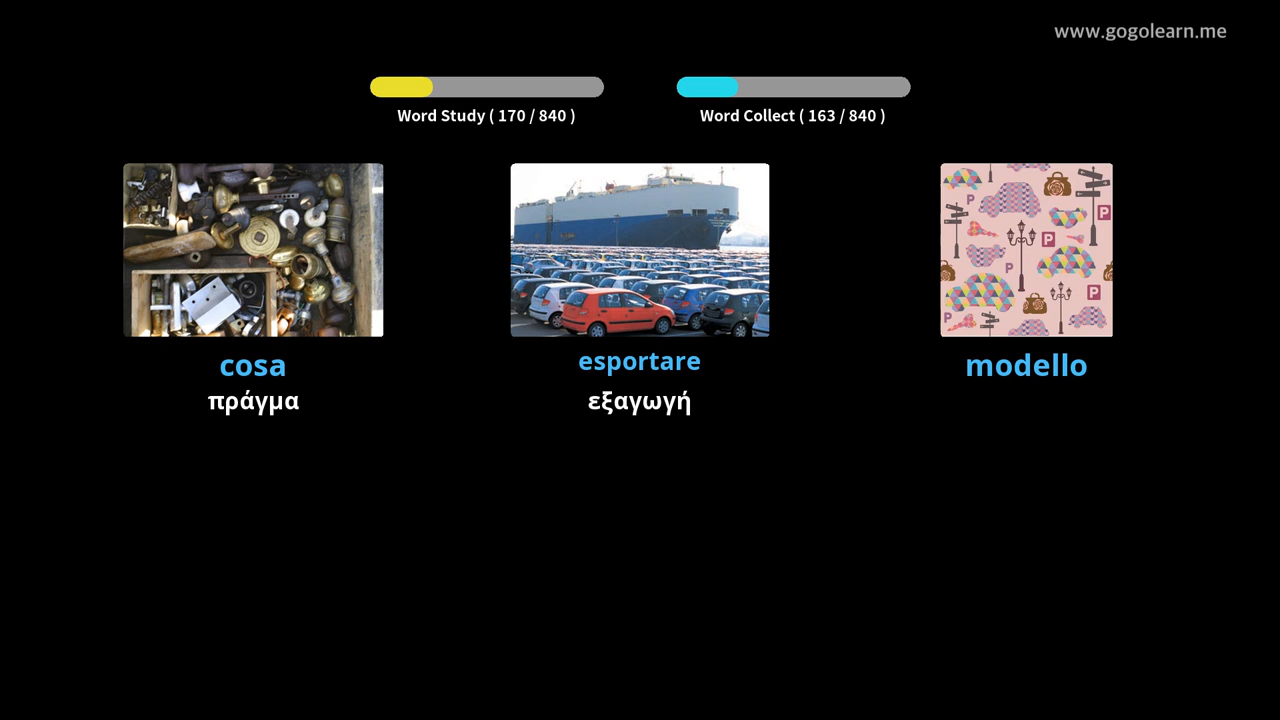 www.gogolearn.me
Word Study ( 170 / 840 )
Word Collect ( 163 / 840 )
P
P
P
P
P
P
cosa
esportare
modello
πράγμα
εξαγωγή